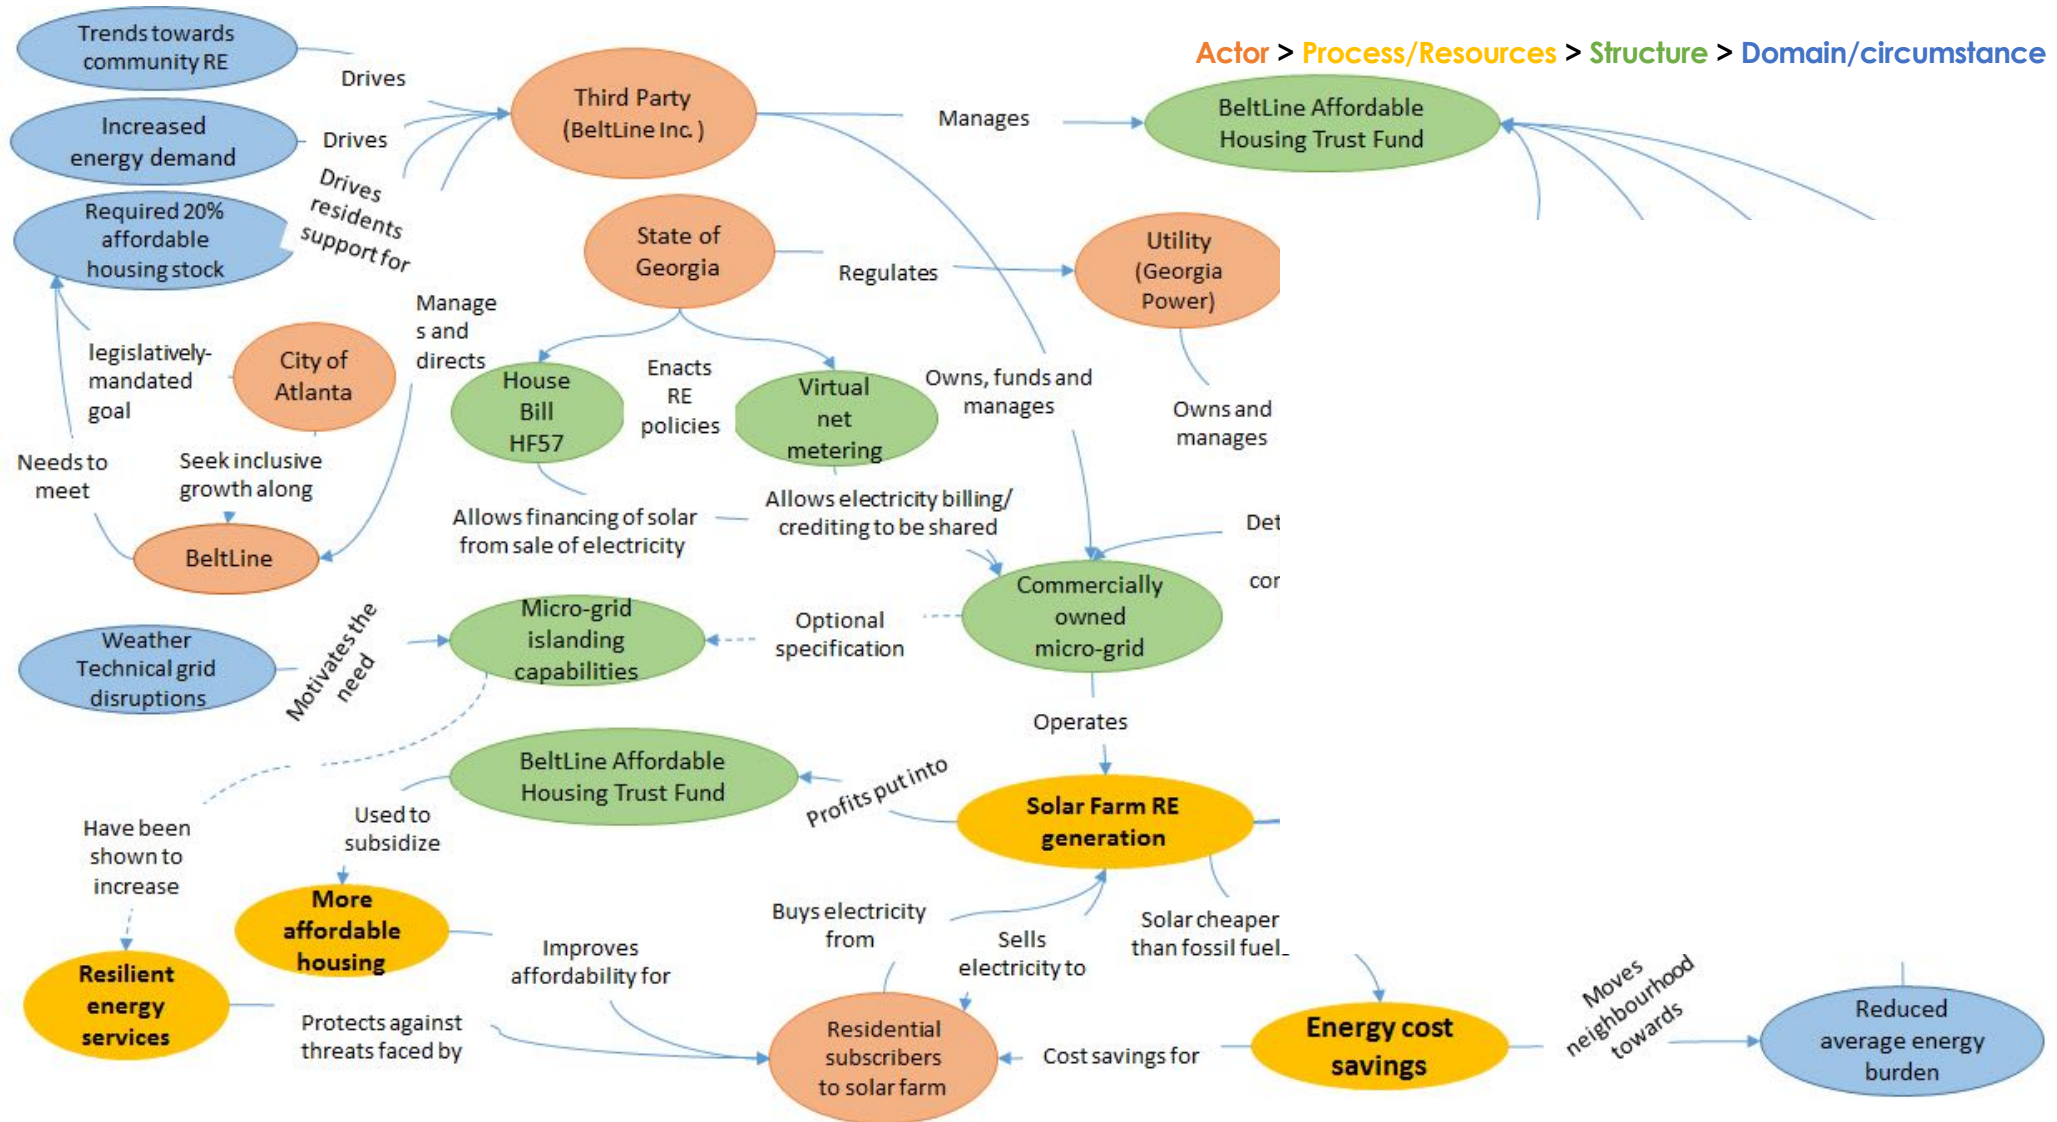 Actor > Process/Resources > Structure > Domain/circumstance
Trends towards
community RE
Drives
Third Party
(BeltLine Inc.)
Manages
BeltLine Affordable
Housing Trust Fund
Increased
energy demand
Drives
Drives
residents
support for
Required 20%
affordable
housing stock
State of
Georgia
Regulates
Utility
(Georgia
Power)
Manage
s and
directs
legislatively-
mandated
goal
City of
Atlanta
House
Bill
HF57
Enacts
RE
policies
Virtual
net
metering
Owns, funds and
manages
Owns and
manages
Needs to
meet
Seek inclusive
growth along
Allows financing of solar
from sale of electricity
Allows electricity billing/
crediting to be shared
Det
cor
BeltLine
Commercially
owned
micro-grid
Weather
Technical grid
disruptions
Motivates the
need
Micro-grid
islanding
capabilities
Optional
specification
Operates
BeltLine Affordable
Housing Trust Fund
Profits put into
Solar Farm RE
generation
Have been
shown to
increase
Used to
subsidize
More
affordable
housing
Buys electricity
from
Sells
electricity to
Solar cheaper
than fossil fuel
Resilient
energy
services
Improves
affordability for
Protects against
threats faced by
Residential
subscribers
to solar farm
Cost savings for
Energy cost
savings
Moves
neighbourhood
towards
Reduced
average energy
burden